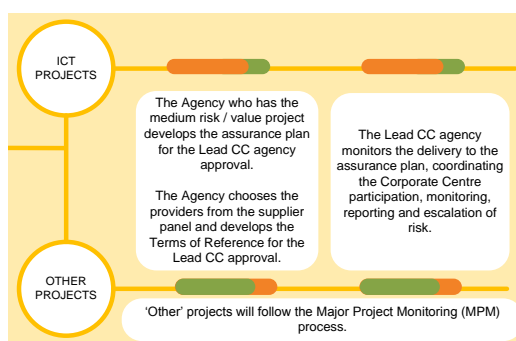 ICT
PROJECTS
The Agency who has the
medium risk / value project
develops the assurance plan
for the Lead CC agency
approval.
The Agency chooses the
providers from the supplier
panel and develops the
Terms of Reference for the
Lead CC approval.
The Lead CC agency
monitors the delivery to the
assurance plan, coordinating
the Corporate Centre
participation, monitoring,
reporting and escalation of
risk.
OTHER
PROJECTS
‘Other’ projects will follow the Major Project Monitoring (MPM)
process.